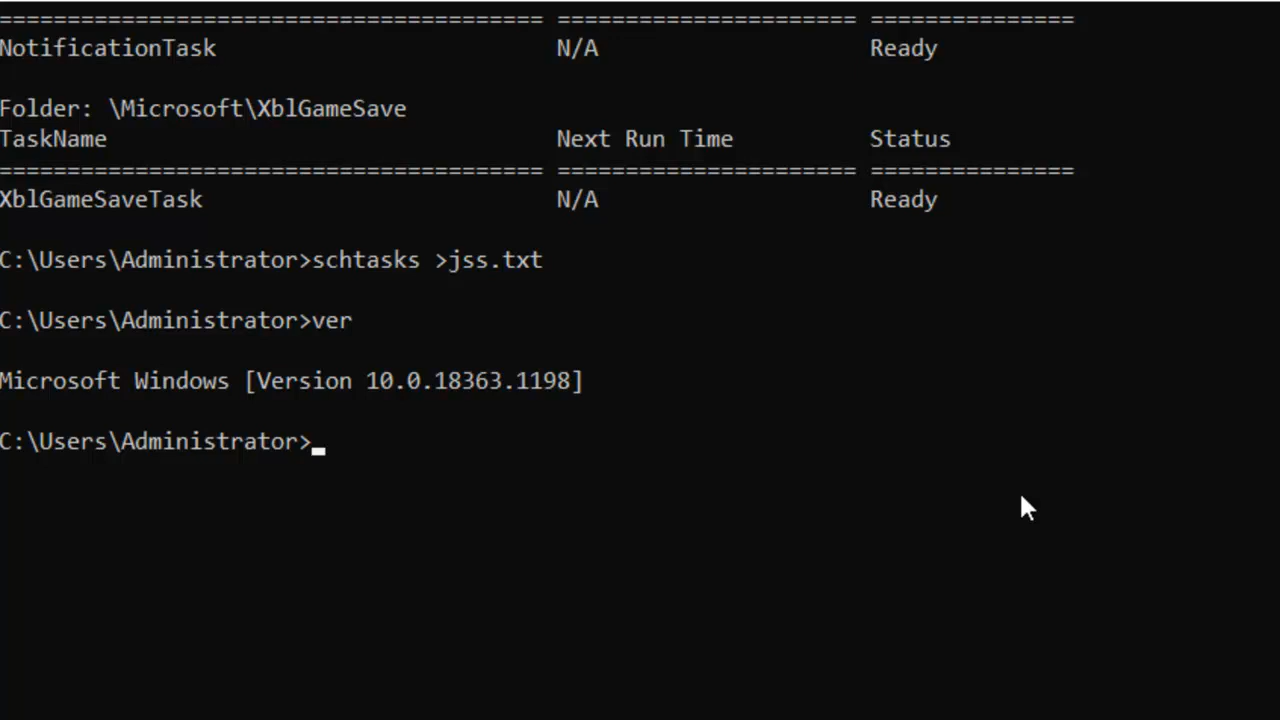 ======================================== ====================== ===============
NotificationTask                         N/A                    Ready
Folder: \Microsoft\XblGameSave
TaskName                                 Next Run Time          Status
======================================== ====================== ===============
XblGameSaveTask                          N/A                    Ready
C:\Users\Administrator>schtasks >jss.txt
C:\Users\Administrator>ver
Microsoft Windows [Version 10.0.18363.1198]
C:\Users\Administrator>